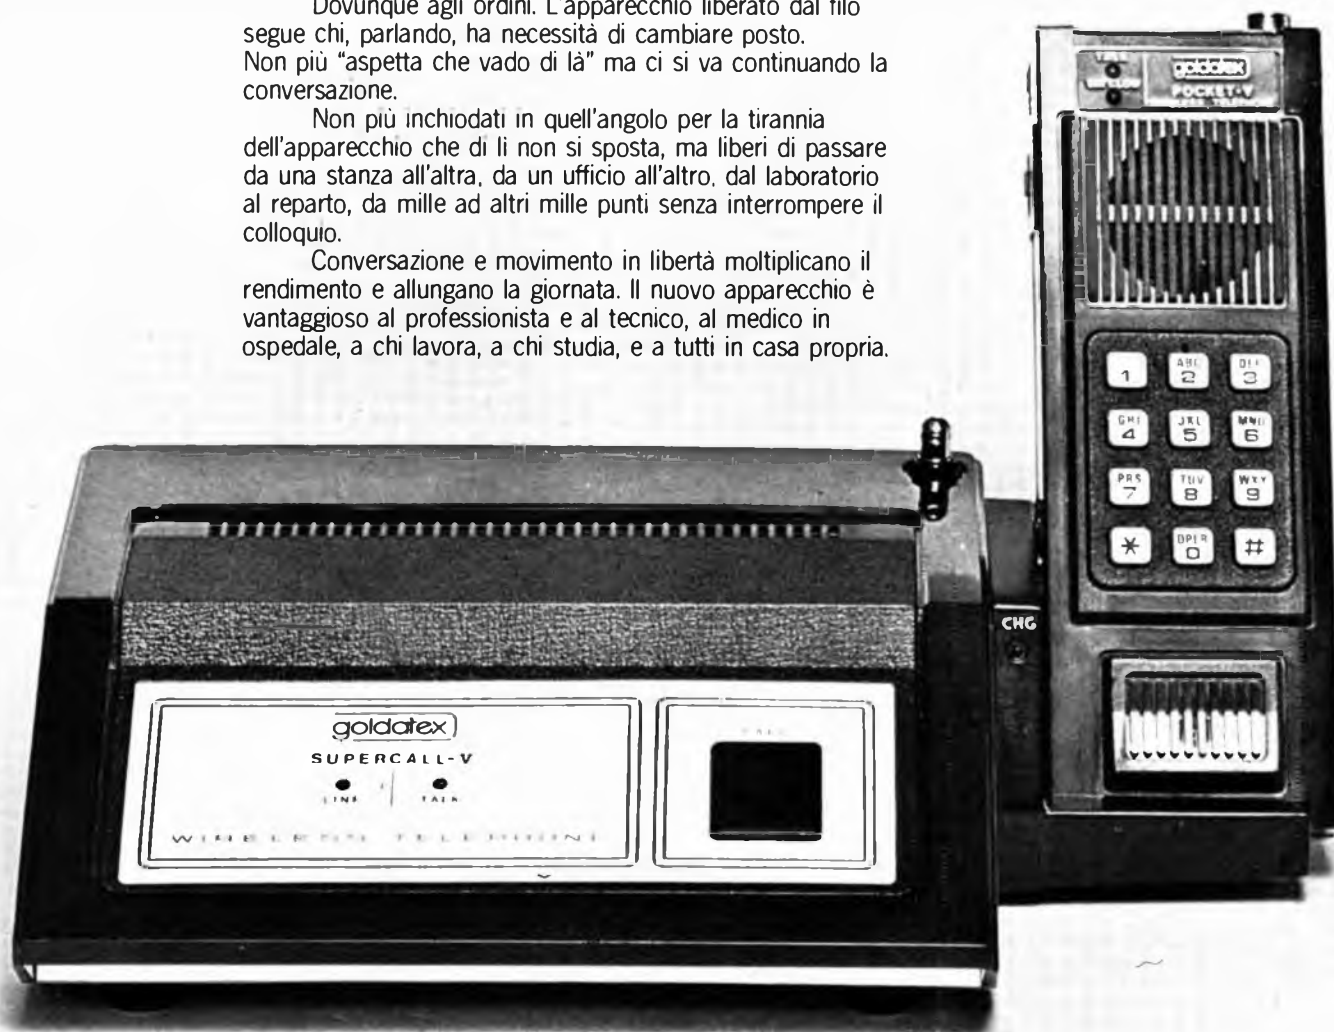 Dovunque agli ordini. L'apparecchio liberato dal filo
segue chi, parlando, ha necessità di cambiare posto.
Non più “aspetta che vado di là” ma ci si va continuando la
conversazione.
Non più inchiodati in quell'angolo per la tirannia
dell'apparecchio che di li non si sposta, ma liberi di passare
da una stanza all'altra, da un ufficio all'altro, dal laboratorio
al reparto, da mille ad altri mille punti senza interrompere il
colloquio.
Conversazione e movimento in libertà moltiplicano il
rendimento e allungano la giornata. Il nuovo apparecchio è
vantaggioso al professionista e al tecnico, al medico in
ospedale, a chi lavora, a chi studia, e a tutti in casa propria.
goldatex
POCKET-V
1
ABC
2
DEF
3
GHI
4
JKL
5
MNO
6
PRS
7
TUV
8
WXY
9
*
OPER
0
#
CHG
goldatex
SUPERCALL-V
LINE
TALK
WIRELESS TELEPHONE